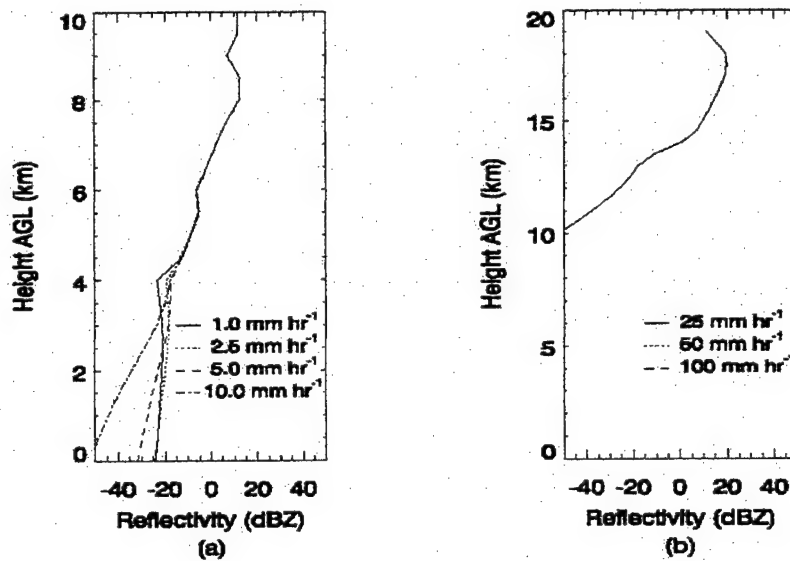 10
8
6
4
2
0
Height AGL (km)
1.0 mm hr⁻¹
2.5 mm hr⁻¹
5.0 mm hr⁻¹
10.0 mm hr⁻¹
-40 -20 0 20 40
Reflectivity (dBZ)
(a)
20
15
10
5
0
Height AGL (km)
25 mm hr⁻¹
50 mm hr⁻¹
100 mm hr⁻¹
-40 -20 0 20 40
Reflectivity (dBZ)
(b)